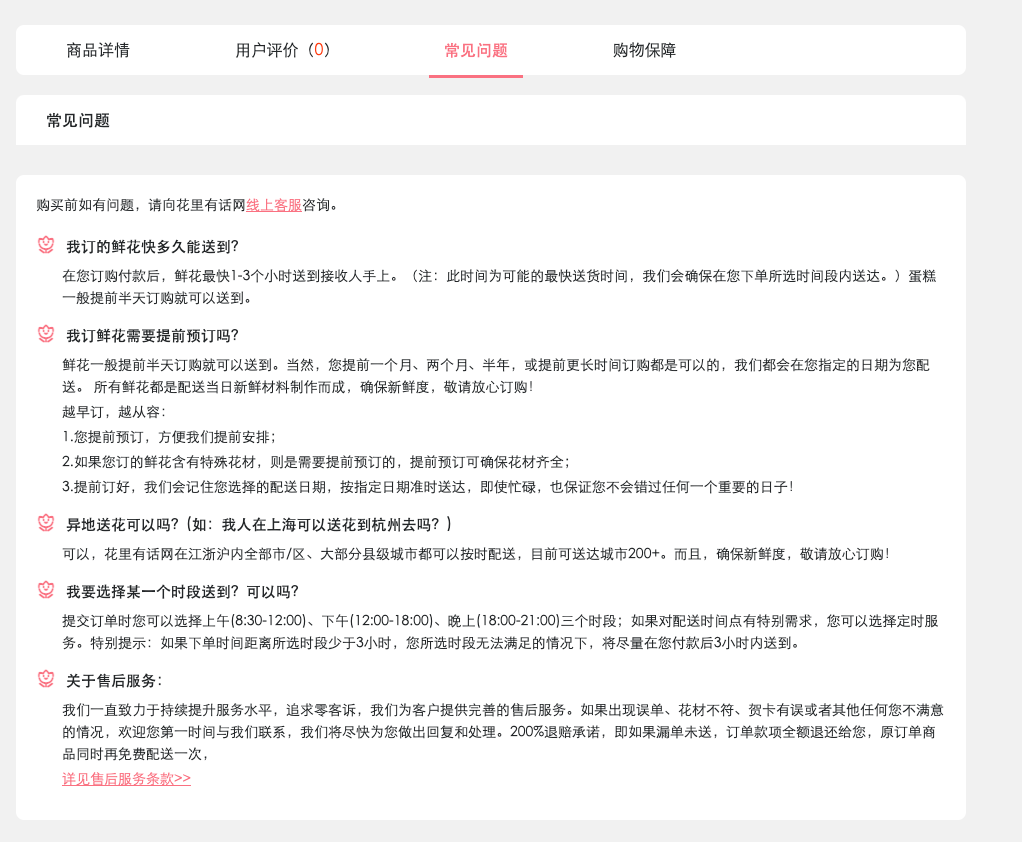 商品详情
用户评价（0）
常见问题
购物保障
常见问题
购买前如有问题，请向花里有话网线上客服咨询。
我订的鲜花快多久能送到？
在您订购付款后，鲜花最快1-3个小时送到接收人手上。（注：此时间为可能的最快送货时间，我们会确保在您下单所选时间段内送达。）蛋糕
一般提前半天订购就可以送到。
我订鲜花需要提前预订吗？
鲜花一般提前半天订购就可以送到。当然，您提前一个月、两个月、半年，或提前更长时间订购都是可以的，我们都会在您指定的日期为您配
送。 所有鲜花都是配送当日新鲜材料制作而成，确保新鲜度，敬请放心订购！
越早订，越从容：
1.您提前预订，方便我们提前安排；
2.如果您订的鲜花含有特殊花材，则是需要提前预订的，提前预订可确保花材齐全；
3.提前订好，我们会记住您选择的配送日期，按指定日期准时送达，即使忙碌，也保证您不会错过任何一个重要的日子！
异地送花可以吗？(如：我人在上海可以送花到杭州去吗？)
可以，花里有话网在江浙沪内全部市/区、大部分县级城市都可以按时配送，目前可送达城市200+。而且，确保新鲜度，敬请放心订购！
我要选择某一个时段送到？可以吗？
提交订单时您可以选择上午(8:30-12:00)、下午(12:00-18:00)、晚上(18:00-21:00)三个时段；如果对配送时间点有特别需求，您可以选择定时服
务。特别提示：如果下单时间距离所选时段少于3小时，您所选时段无法满足的情况下，将尽量在您付款后3小时内送到。
关于售后服务：
我们一直致力于持续提升服务水平，追求零客诉，我们为客户提供完善的售后服务。如果出现误单、花材不符、贺卡有误或者其他任何您不满意
的情况，欢迎您第一时间与我们联系，我们将尽快为您做出回复和处理。200%退赔承诺，即如果漏单未送，订单款项全额退还给您，原订单商
品同时再免费配送一次，
详见售后服务条款>>